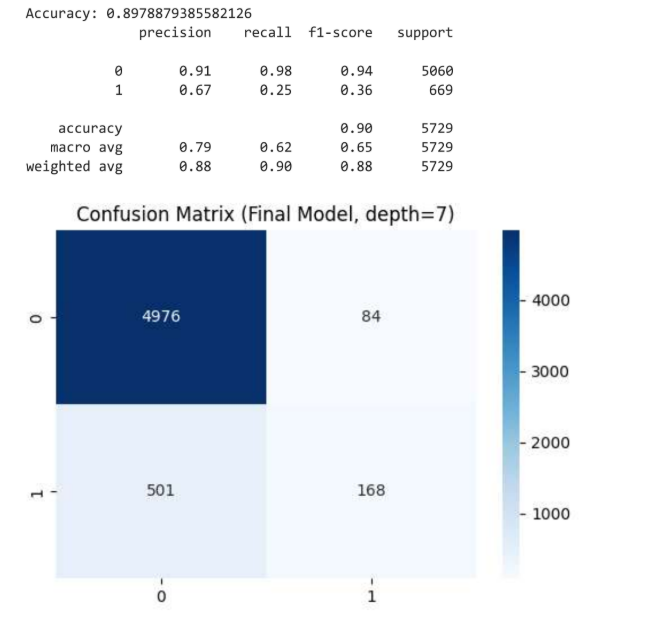 Accuracy: 0.8978879385582126
precision recall f1-score support
0 0.91 0.98 0.94 5060
1 0.67 0.25 0.36 669
accuracy 0.90 5729
macro avg 0.79 0.62 0.65 5729
weighted avg 0.88 0.90 0.88 5729
Confusion Matrix (Final Model, depth=7)
0 4976 84
1 501 168
0 1
4000
3000
2000
1000